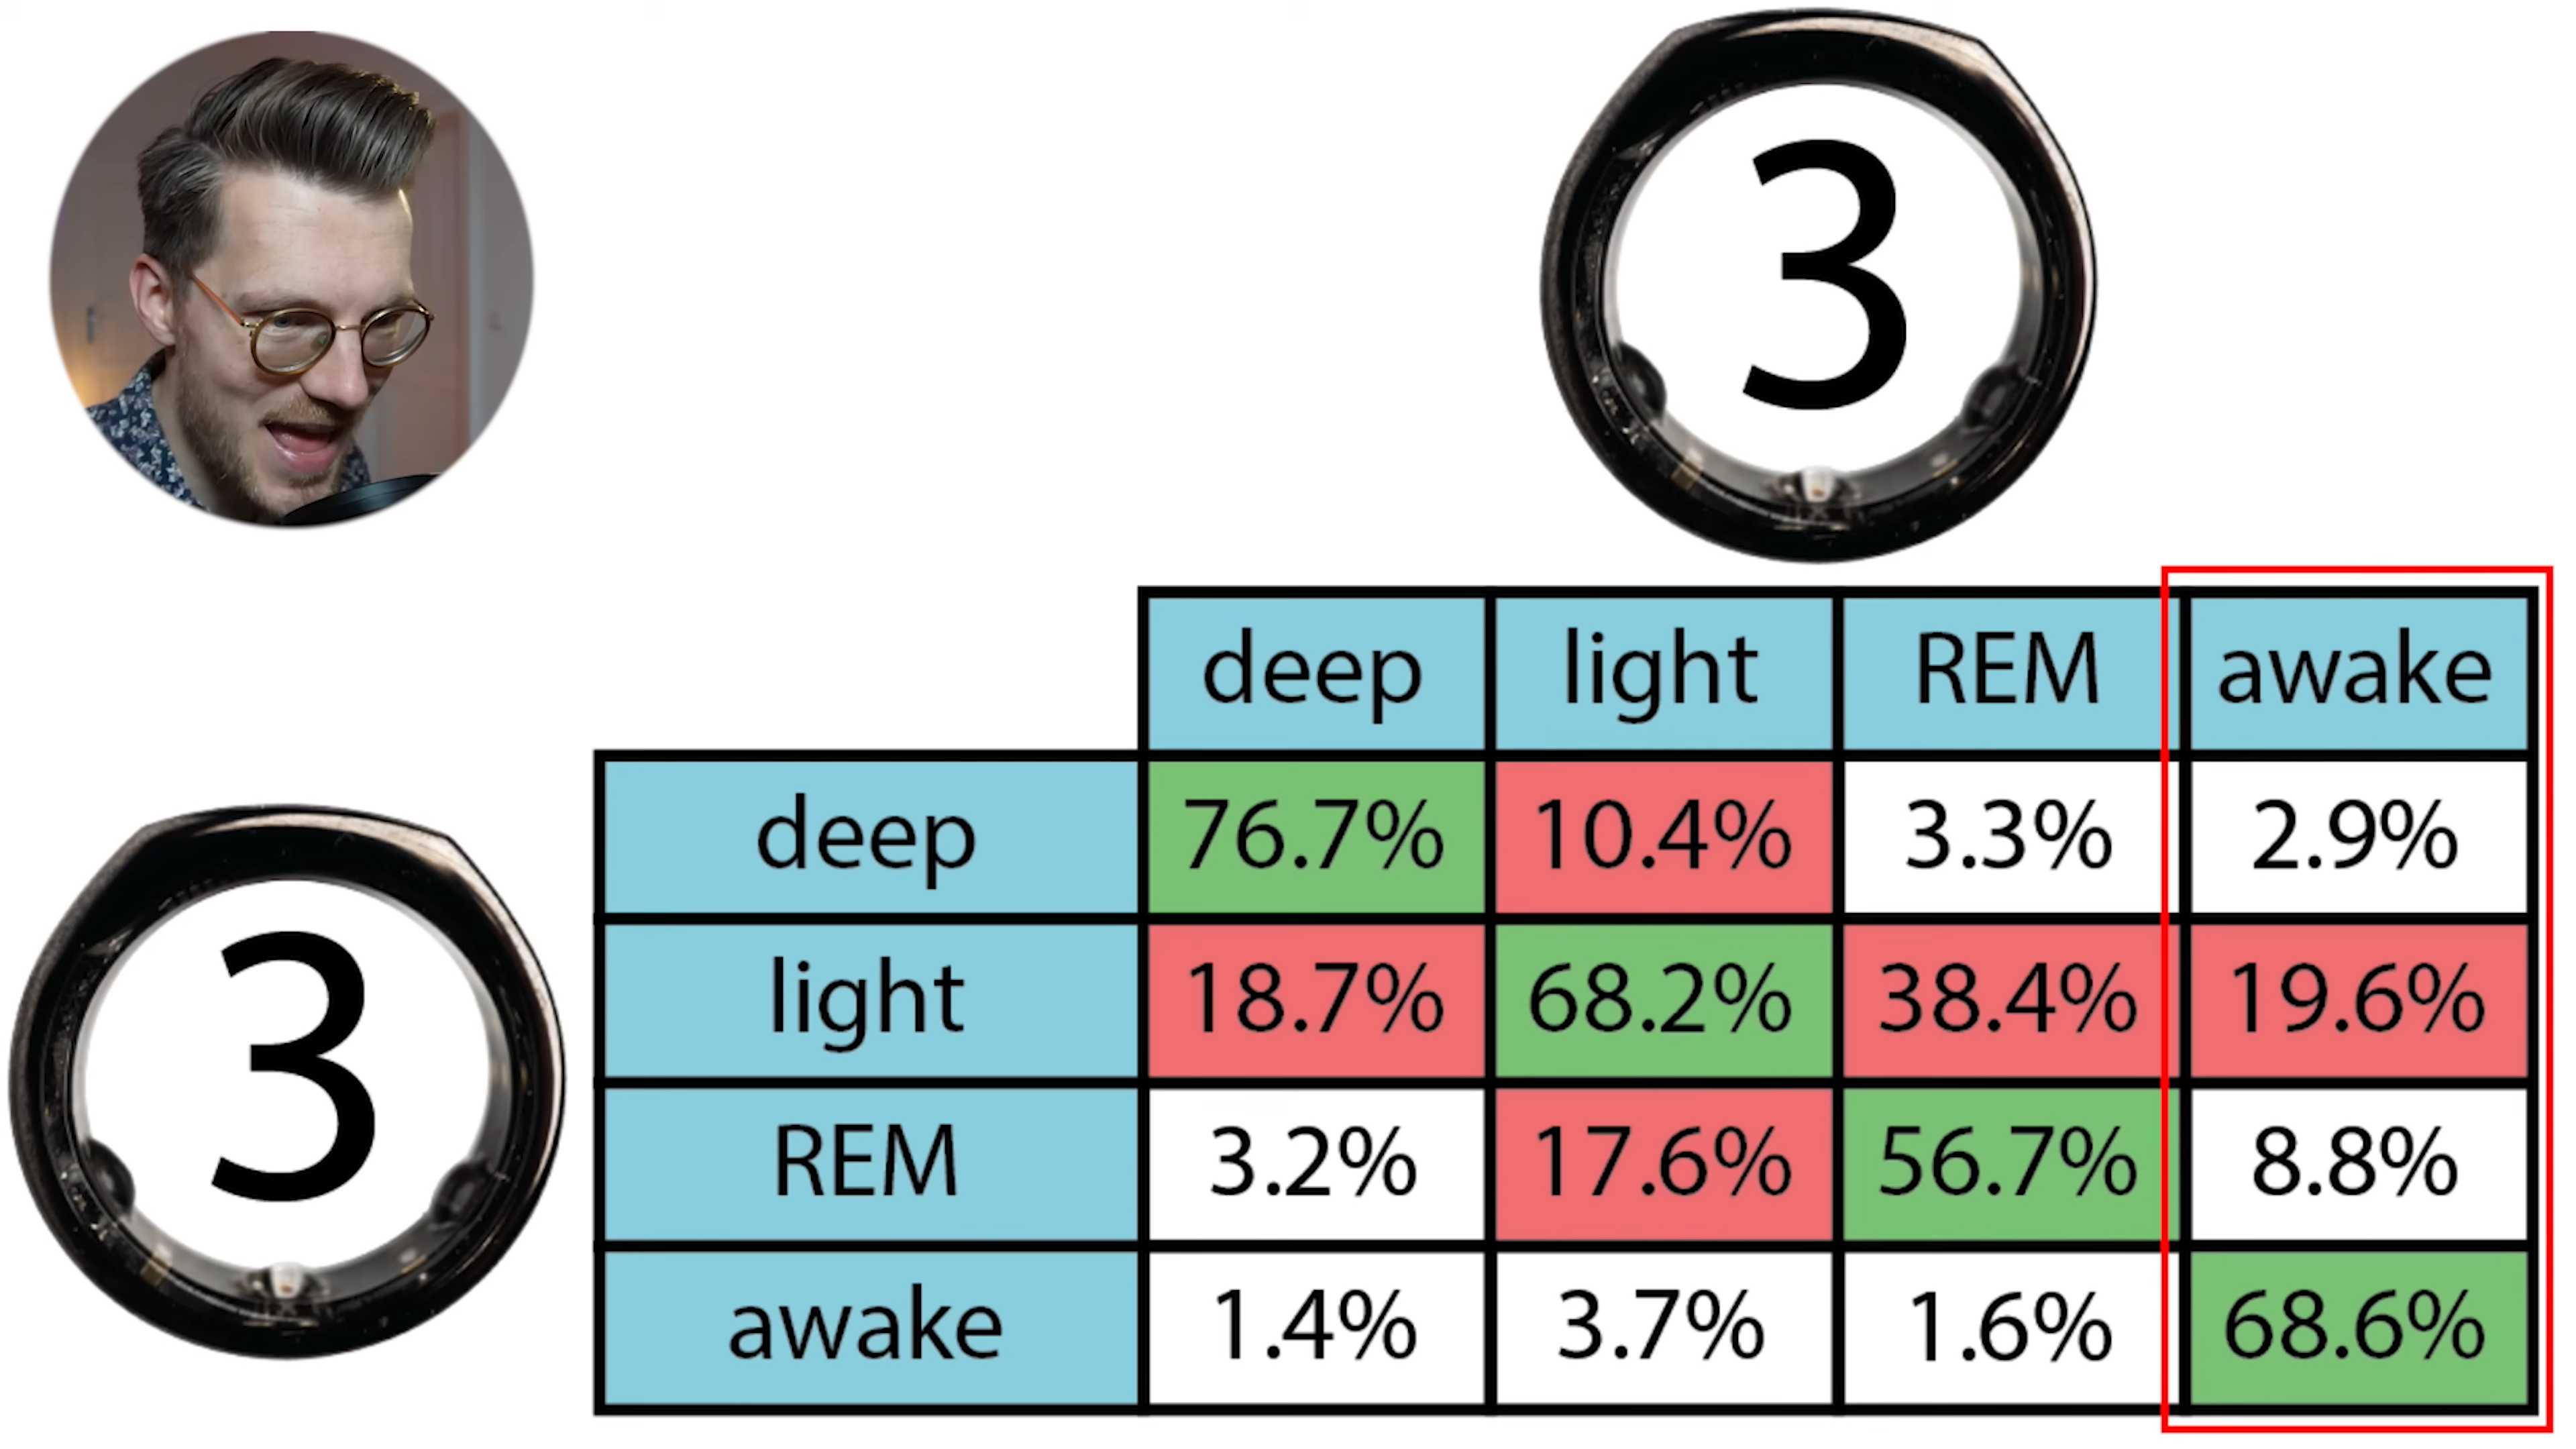 3
deep light REM awake
3
deep 76.7% 10.4% 3.3% 2.9%
light 18.7% 68.2% 38.4% 19.6%
REM 3.2% 17.6% 56.7% 8.8%
awake 1.4% 3.7% 1.6% 68.6%